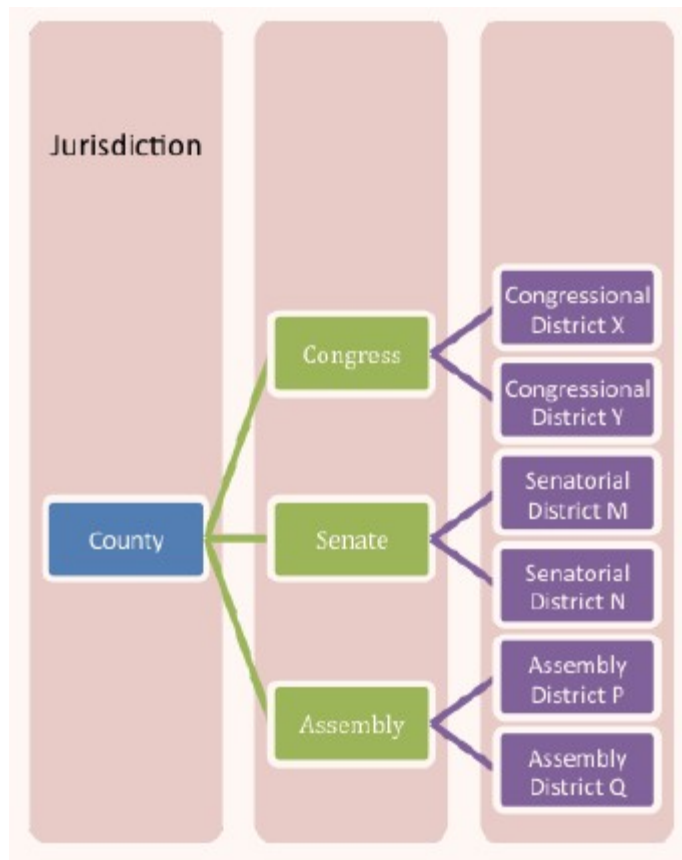 Jurisdiction
County
Congress
Senate
Assembly
Congressional
District X
Congressional
District Y
Senatorial
District M
Senatorial
District N
Assembly
District P
Assembly
District Q